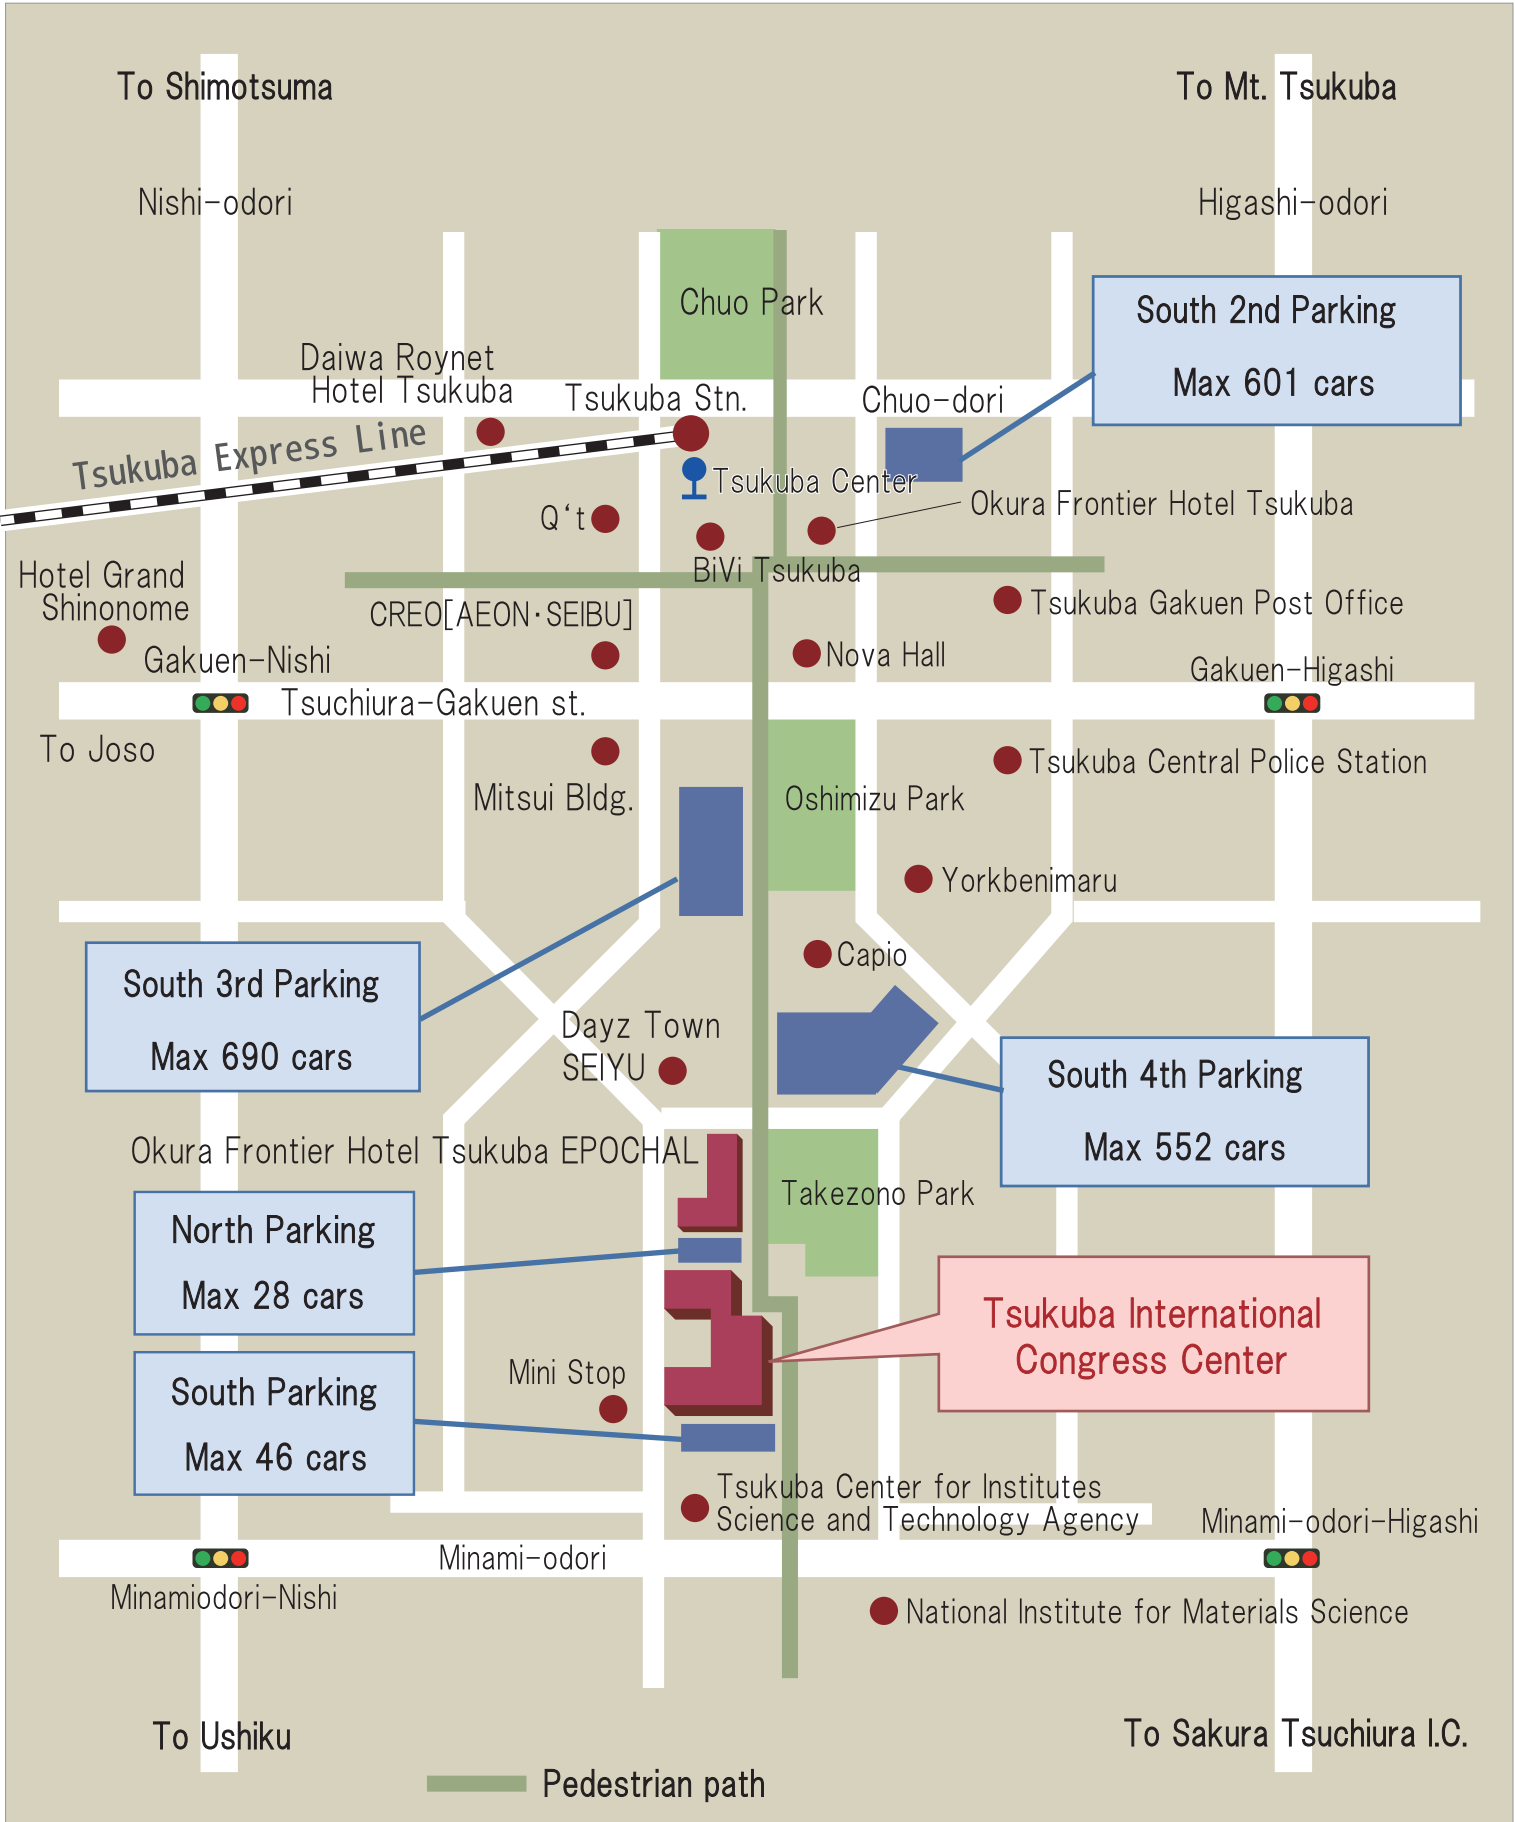 To Shimotsuma
To Mt. Tsukuba
Nishi-odori
Higashi-odori
Chuo Park
South 2nd Parking
Max 601 cars
Daiwa Roynet
Hotel Tsukuba
Tsukuba Stn.
Chuo-dori
Tsukuba Express Line
Tsukuba Center
Okura Frontier Hotel Tsukuba
Q‘t
BiVi Tsukuba
Hotel Grand
Shinonome
CREO[AEON·SEIBU]
Tsukuba Gakuen Post Office
Gakuen-Nishi
Nova Hall
Gakuen-Higashi
Tsuchiura-Gakuen st.
To Joso
Tsukuba Central Police Station
Mitsui Bldg.
Oshimizu Park
Yorkbenimaru
Capio
South 3rd Parking
Max 690 cars
Dayz Town
SEIYU
South 4th Parking
Max 552 cars
Okura Frontier Hotel Tsukuba EPOCHAL
Takezono Park
North Parking
Max 28 cars
Tsukuba International
Congress Center
Mini Stop
South Parking
Max 46 cars
Tsukuba Center for Institutes
Science and Technology Agency
Minami-odori-Higashi
Minami-odori
Minamiodori-Nishi
National Institute for Materials Science
To Ushiku
To Sakura Tsuchiura I.C.
Pedestrian path